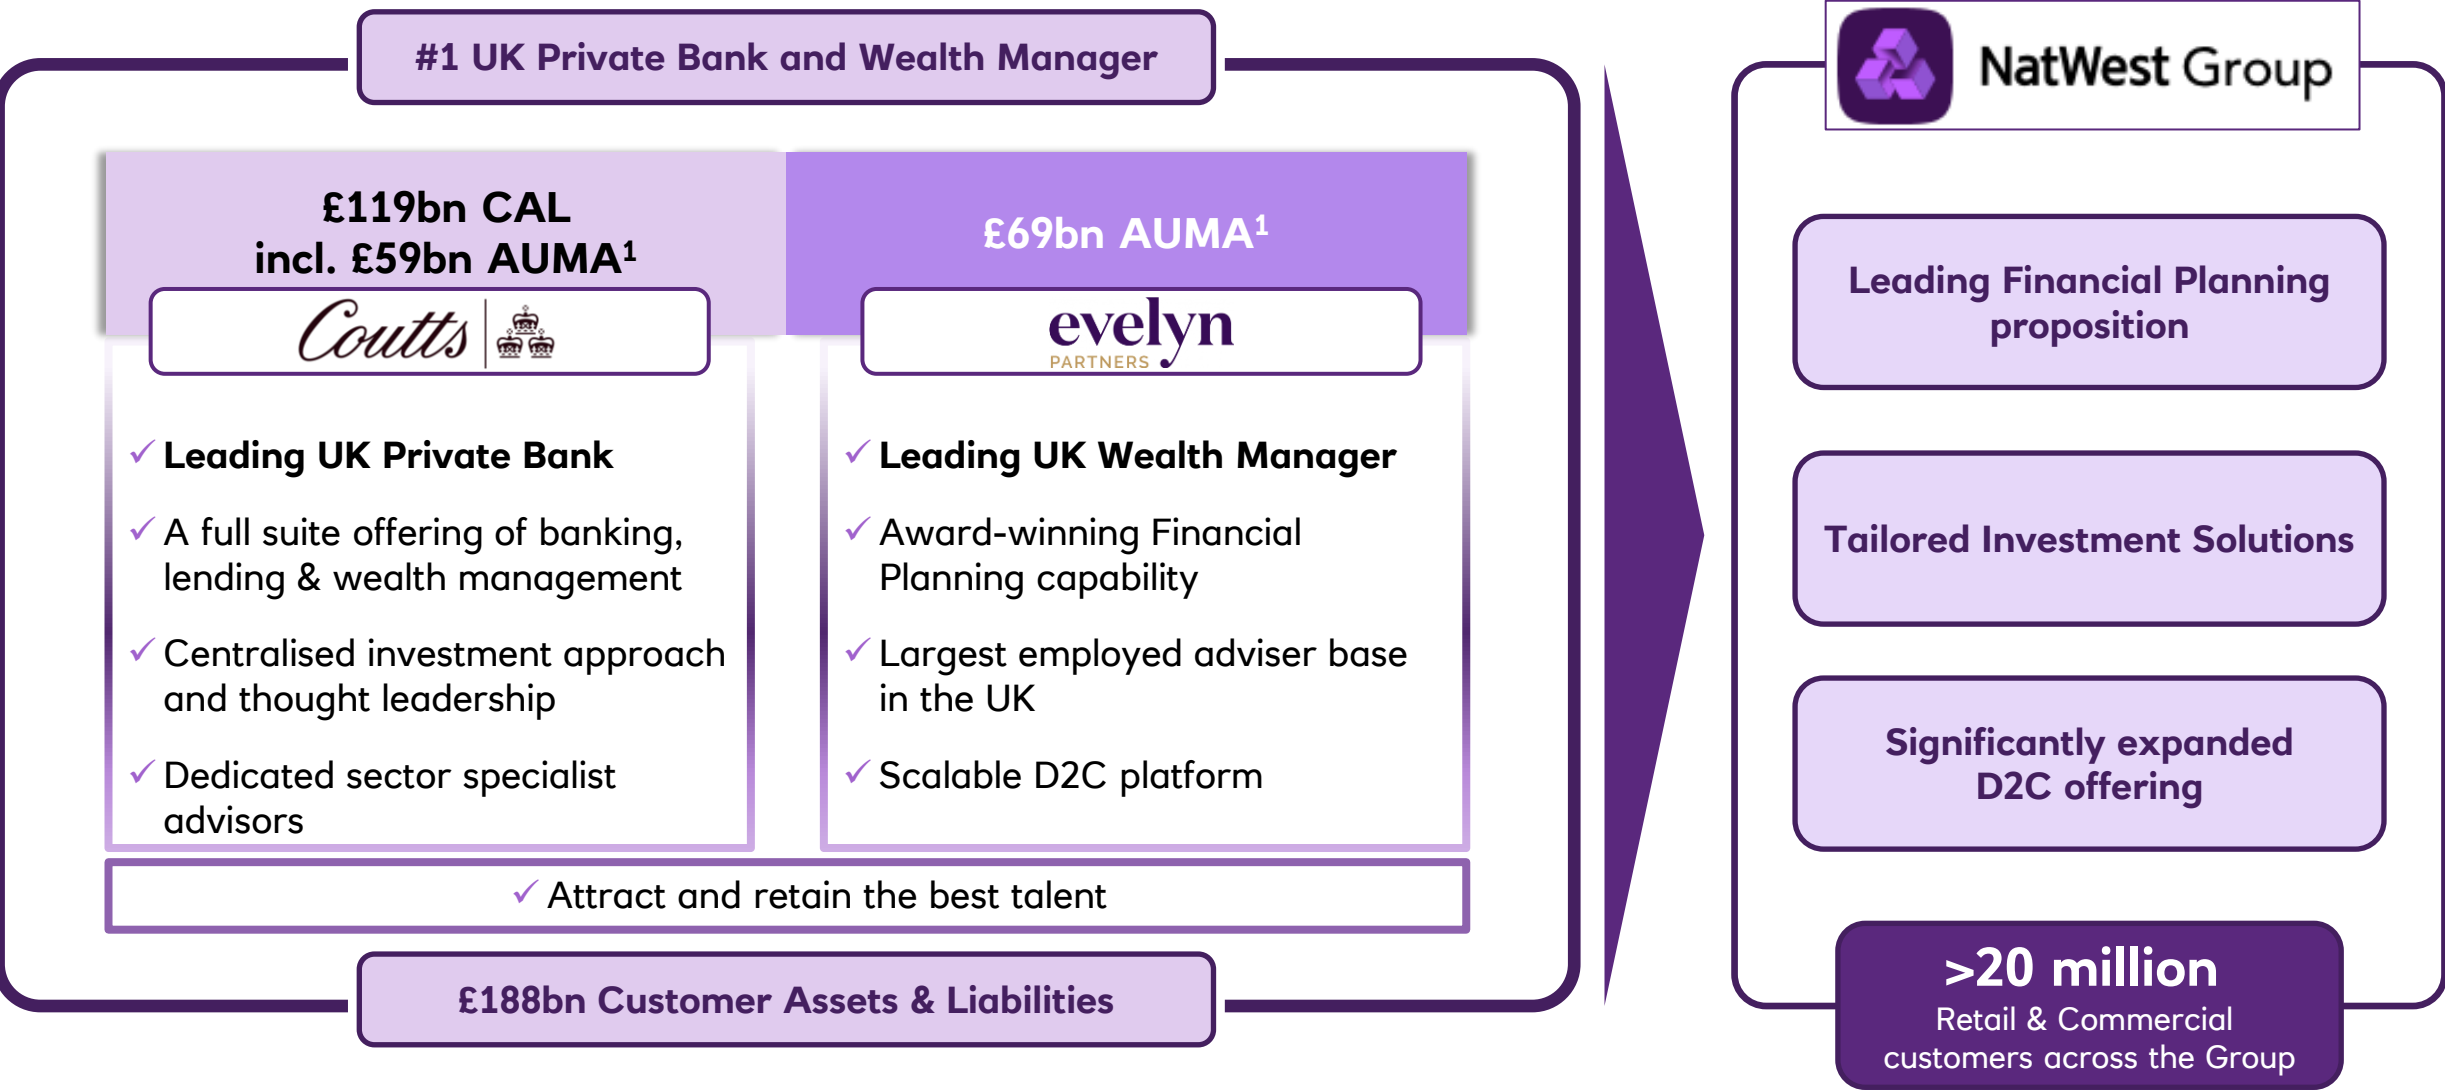 #1 UK Private Bank and Wealth Manager
£119bn CAL
incl. £59bn AUMA¹
Coutts
✓ Leading UK Private Bank
✓ A full suite offering of banking,
lending & wealth management
✓ Centralised investment approach
and thought leadership
✓ Dedicated sector specialist
advisors
£69bn AUMA¹
evelyn
PARTNERS
✓ Leading UK Wealth Manager
✓ Award-winning Financial
Planning capability
✓ Largest employed adviser base
in the UK
✓ Scalable D2C platform
✓ Attract and retain the best talent
£188bn Customer Assets & Liabilities
NatWest Group
Leading Financial Planning
proposition
Tailored Investment Solutions
Significantly expanded
D2C offering
>20 million
Retail & Commercial
customers across the Group